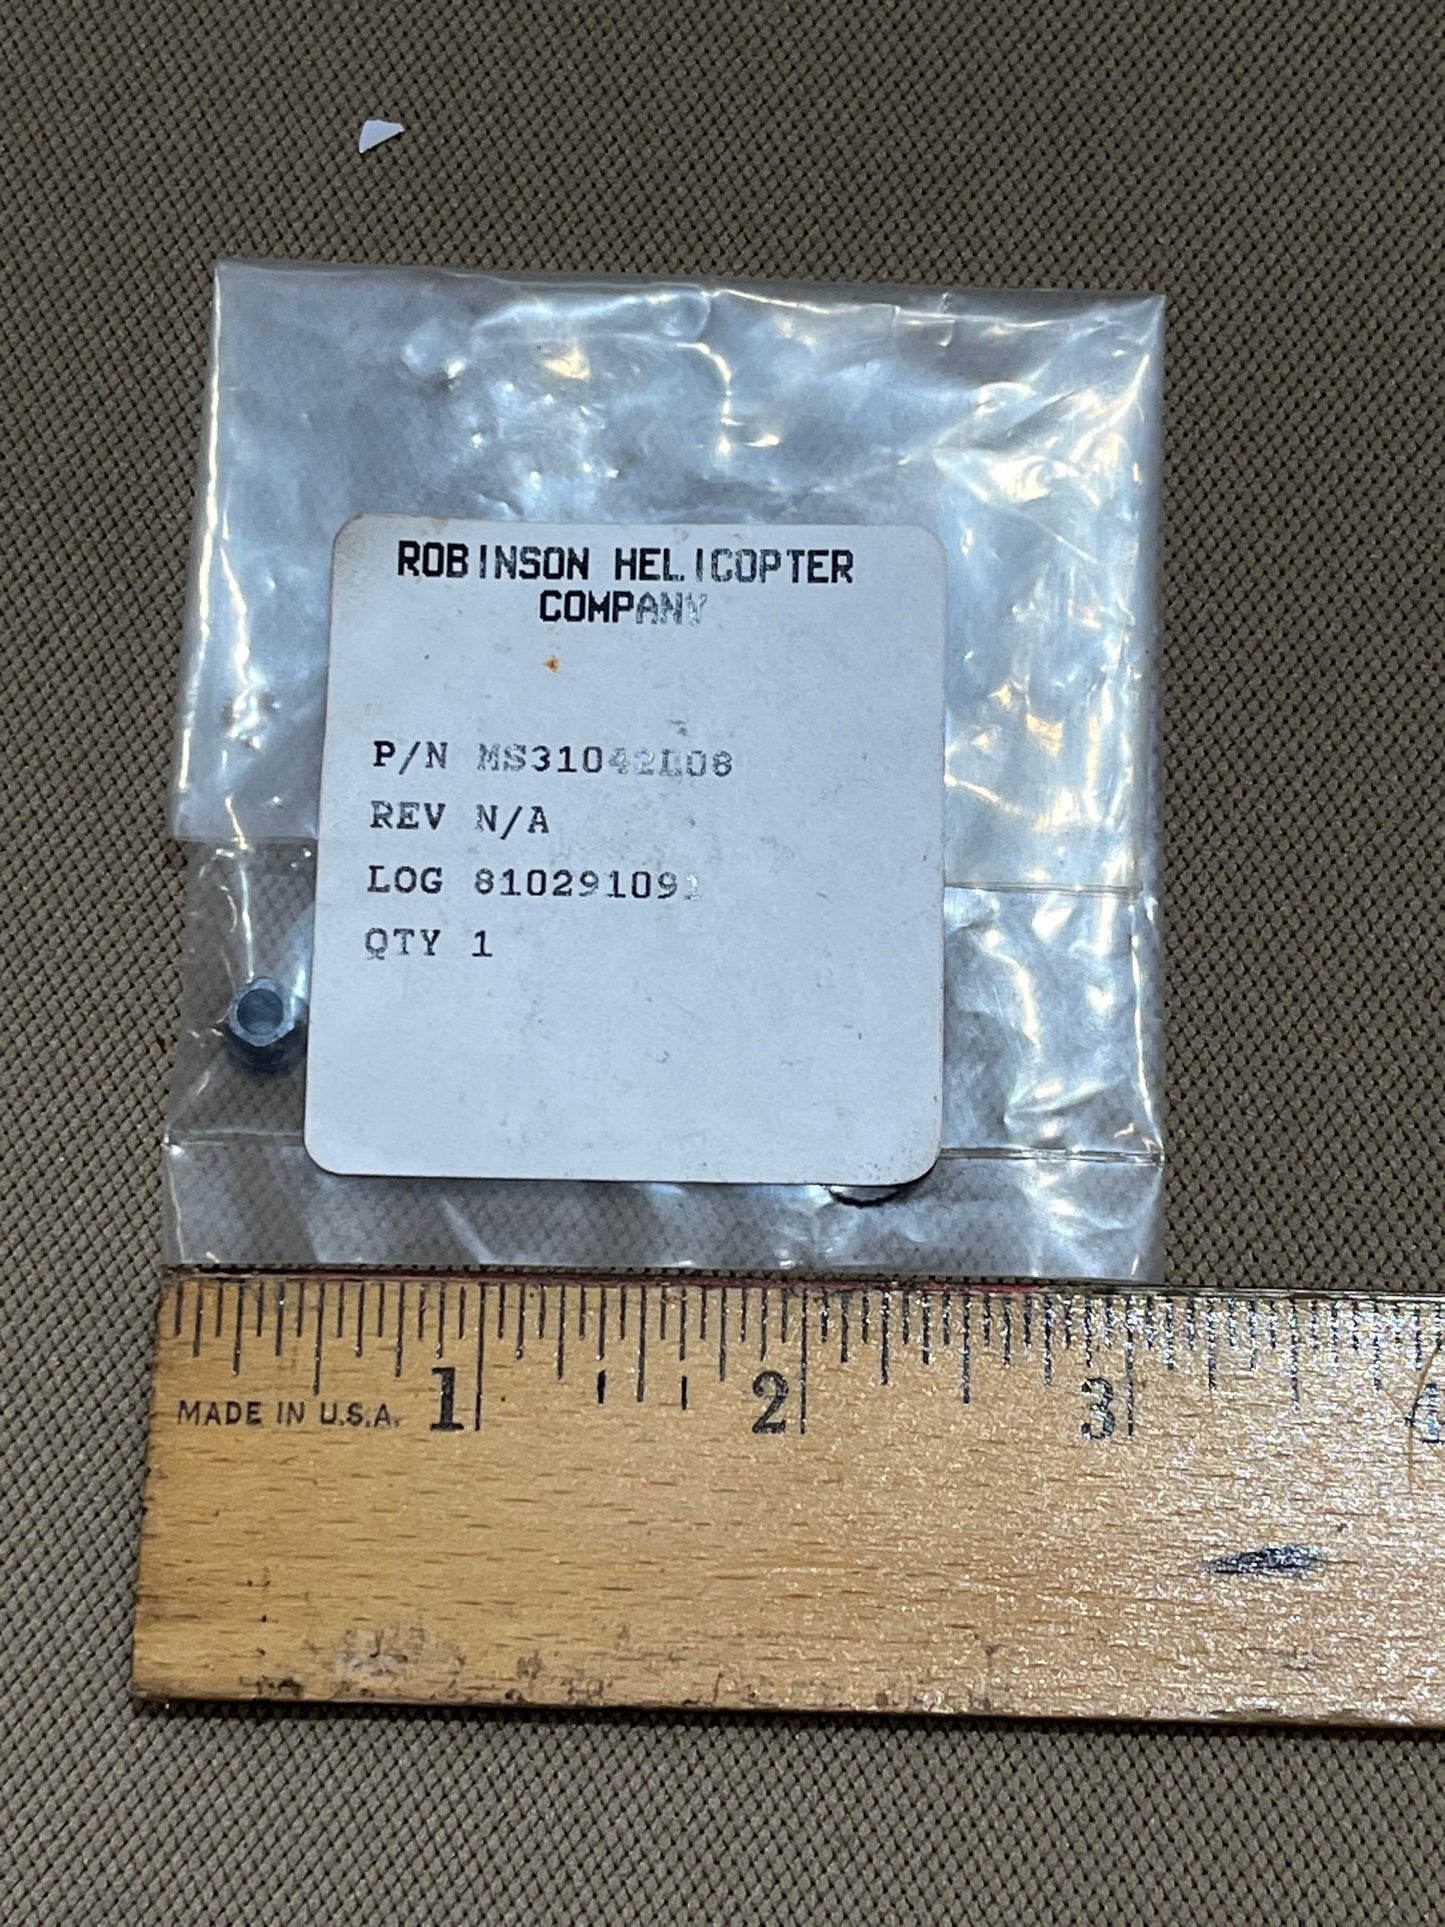 ROBINSON HELICOPTER
COMPANY
P/N MS31042L08
REV N/A
LOG 810291091
QTY 1
1 2 3
MADE IN U.S.A.